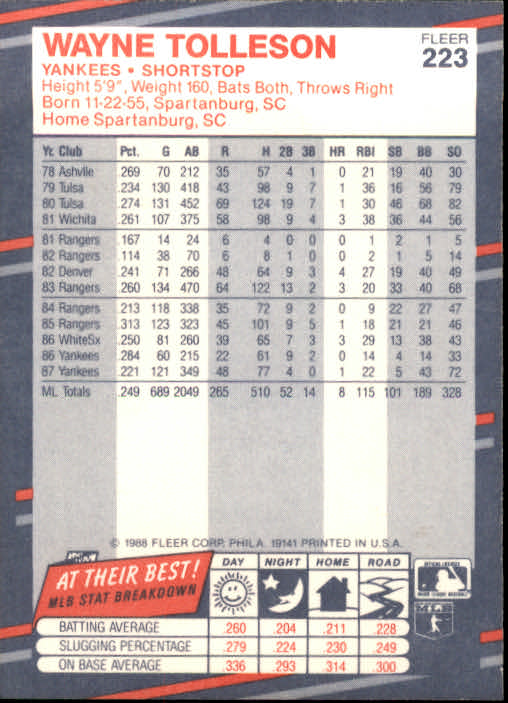 WAYNE TOLLESON
FLEER
223
YANKEES • SHORTSTOP
Height 5'9", Weight 160, Bats Both, Throws Right
Born 11-22-55, Spartanburg, SC
Home Spartanburg, SC
Yr. Club Pct. G AB R H 2B 3B HR RBI SB BB SO
78 Ashvlle .269 70 212 35 57 4 1 0 21 19 40 30
79 Tulsa .234 130 418 43 98 9 7 1 36 16 56 79
80 Tulsa .274 131 452 69 124 19 7 1 30 46 68 82
81 Wichita .261 107 375 58 98 9 4 3 38 36 44 56
81 Rangers .167 14 24 6 4 0 0 0 1 2 1 5
82 Rangers .114 38 70 6 8 1 0 0 2 1 5 14
82 Denver .241 71 266 48 64 9 3 4 27 19 40 49
83 Rangers .260 134 470 64 122 13 2 3 20 33 40 68
84 Rangers .213 118 338 35 72 9 2 0 9 22 27 47
85 Rangers .313 123 323 45 101 9 5 1 18 21 21 46
86 WhiteSx .250 81 260 39 65 7 3 3 29 13 38 43
86 Yankees .284 60 215 22 61 9 2 0 14 4 14 33
87 Yankees .221 121 349 48 77 4 0 1 22 5 43 72
ML Totals .249 689 2049 265 510 52 14 8 115 101 189 328
© 1988 FLEER CORP. PHILA. 19141 PRINTED IN U.S.A.
AT THEIR BEST!
MLB STAT BREAKDOWN
DAY NIGHT HOME ROAD
BATTING AVERAGE .260 .204 .211 .228
SLUGGING PERCENTAGE .279 .224 .230 .249
ON BASE AVERAGE .336 .293 .314 .300